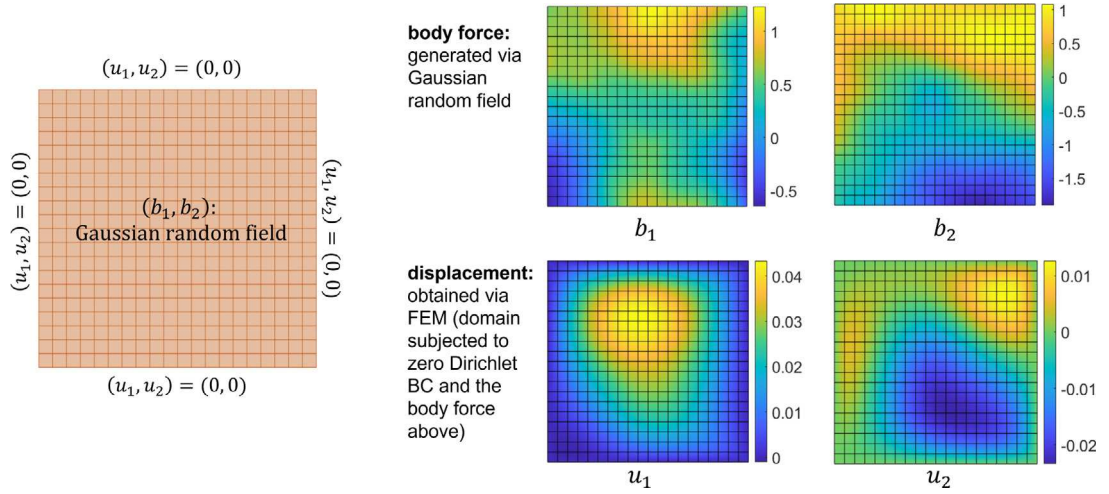 (u₁, u₂) = (0, 0)
(u₁, u₂) = (0, 0)
(b₁, b₂):
Gaussian random field
(u₁, u₂) = (0, 0)
(u₁, u₂) = (0, 0)
body force:
generated via
Gaussian
random field
1
0.5
0
-0.5
b₁
1
0.5
0
-0.5
-1
-1.5
b₂
displacement:
obtained via
FEM (domain
subjected to
zero Dirichlet
BC and the
body force
above)
0.04
0.03
0.02
0.01
0
u₁
0.01
0
-0.01
-0.02
u₂